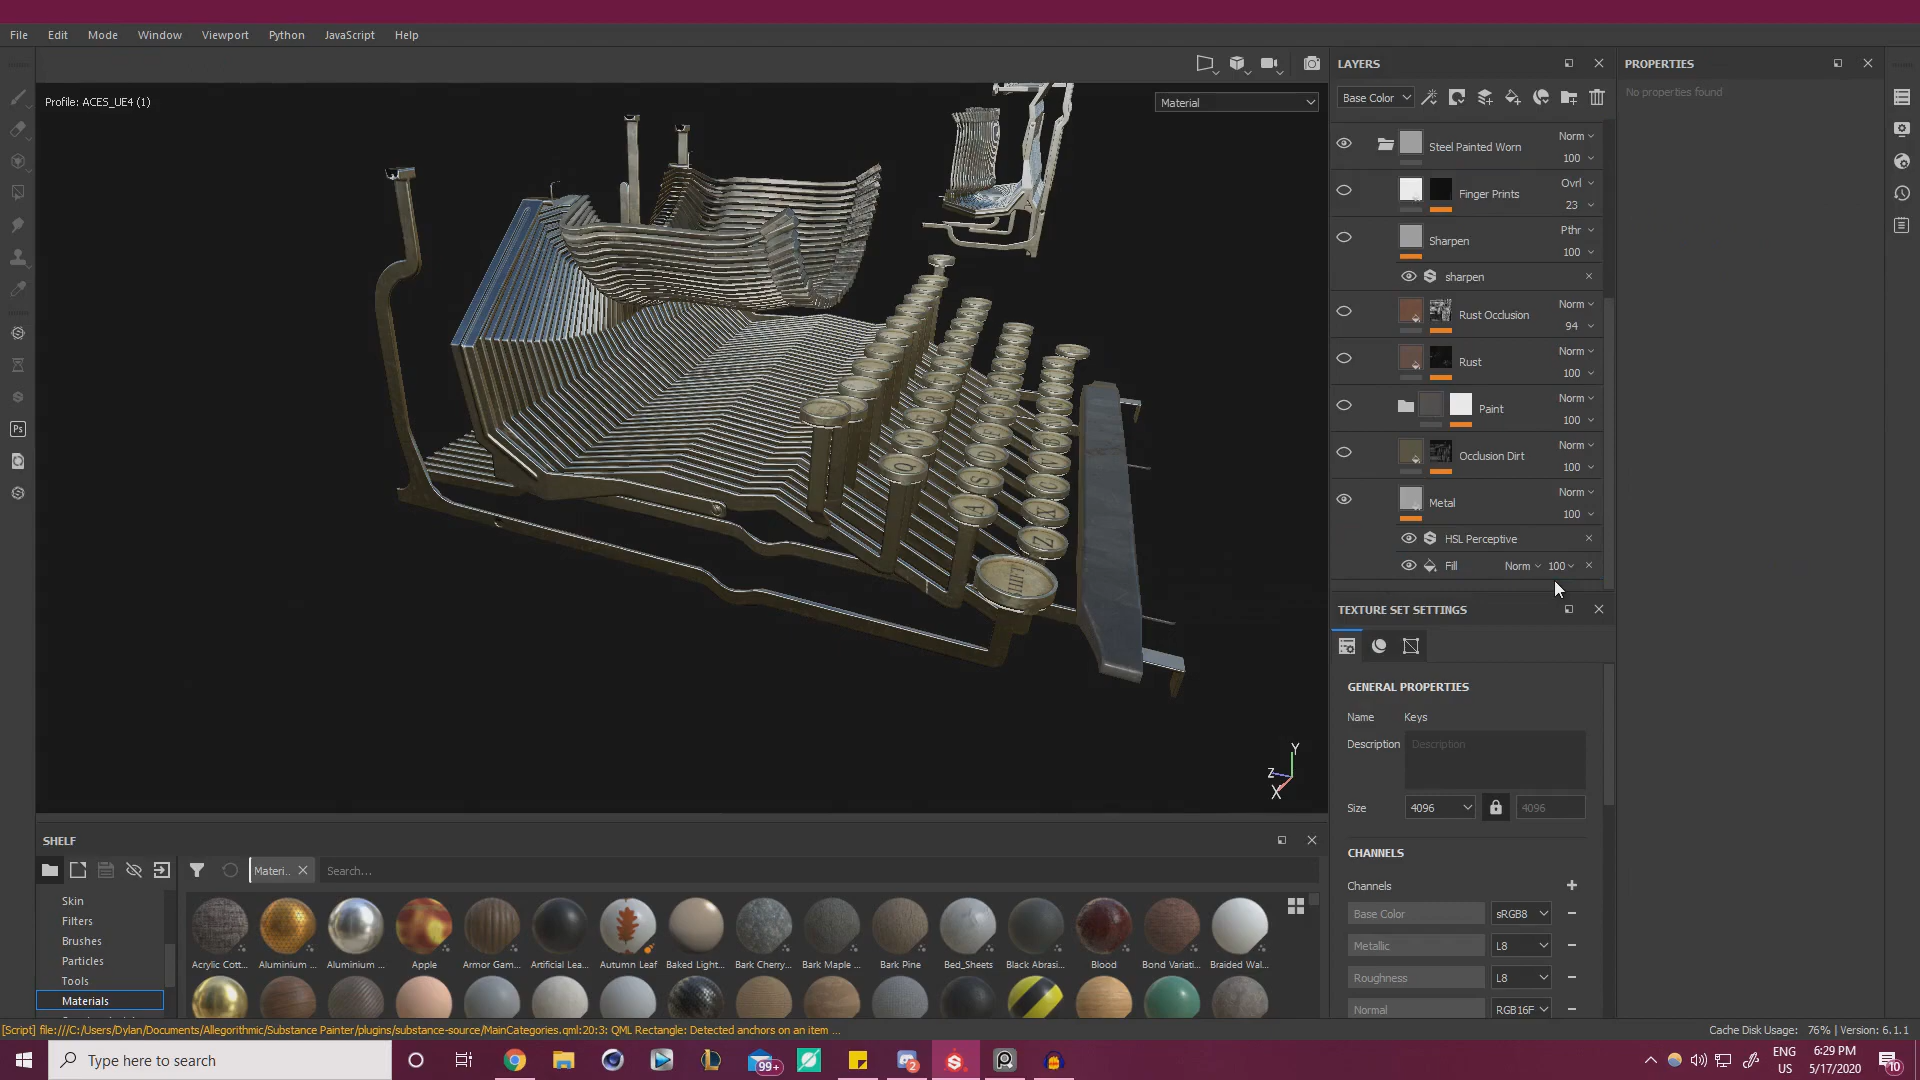 File Edit Mode Window Viewport Python JavaScript Help
Profile: ACES_UE4 (1)
Material
Q
A
S
D
Z
X
C
SHIFT
Y
Z
X
LAYERS
Base Color
Steel Painted Worn Norm 100
Finger Prints Ovrl 23
Sharpen Pthr 100
sharpen
Rust Occlusion Norm 94
Rust Norm 100
Paint Norm 100
Occlusion Dirt Norm 100
Metal Norm 100
HSL Perceptive
Fill Norm 100
PROPERTIES
No properties found
TEXTURE SET SETTINGS
GENERAL PROPERTIES
Name Keys
Description Description
Size 4096 4096
CHANNELS
Channels
Base Color sRGB8
Metallic L8
Roughness L8
Normal RGB16F
SHELF
Materi.. Search...
Skin
Filters
Brushes
Particles
Tools
Materials
Acrylic Cott... Aluminium ... Aluminium ... Apple Armor Gam... Artificial Lea... Autumn Leaf Baked Light... Bark Cherry... Bark Maple ... Bark Pine Bed_Sheets Black Abrasi... Blood Bond Variati... Braided Wal...
[Script] file:///C:/Users/Dylan/Documents/Allegorithmic/Substance Painter/plugins/substance-source/MainCategories.qml:20:3: QML Rectangle: Detected anchors on an item ...
Cache Disk Usage: 76% | Version: 6.1.1
Ps
Type here to search
99+
2
ENG
US
6:29 PM
5/17/2020
10